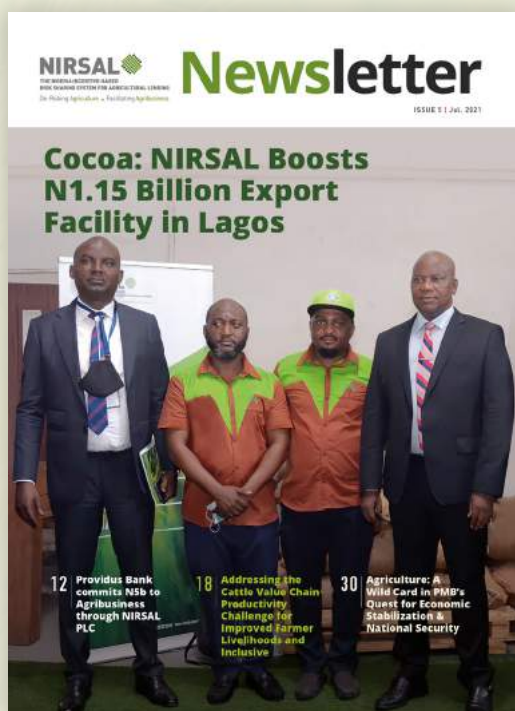 NIRSAL
THE NIGERIA INCENTIVE-BASED
RISK SHARING SYSTEM FOR AGRICULTURAL LENDING
De-Risking Agriculture Facilitating Agribusiness
Newsletter
ISSUE 5 | Jul. 2021
Cocoa: NIRSAL Boosts
N1.15 Billion Export
Facility in Lagos
12
Providus Bank
commits N5b to
Agribusiness
through NIRSAL
PLC
18
Addressing the
Cattle Value Chain
Productivity
Challenge for
Improved Farmer
Livelihoods and
Inclusive
30
Agriculture: A
Wild Card in PMB's
Quest for Economic
Stabilization &
National Security